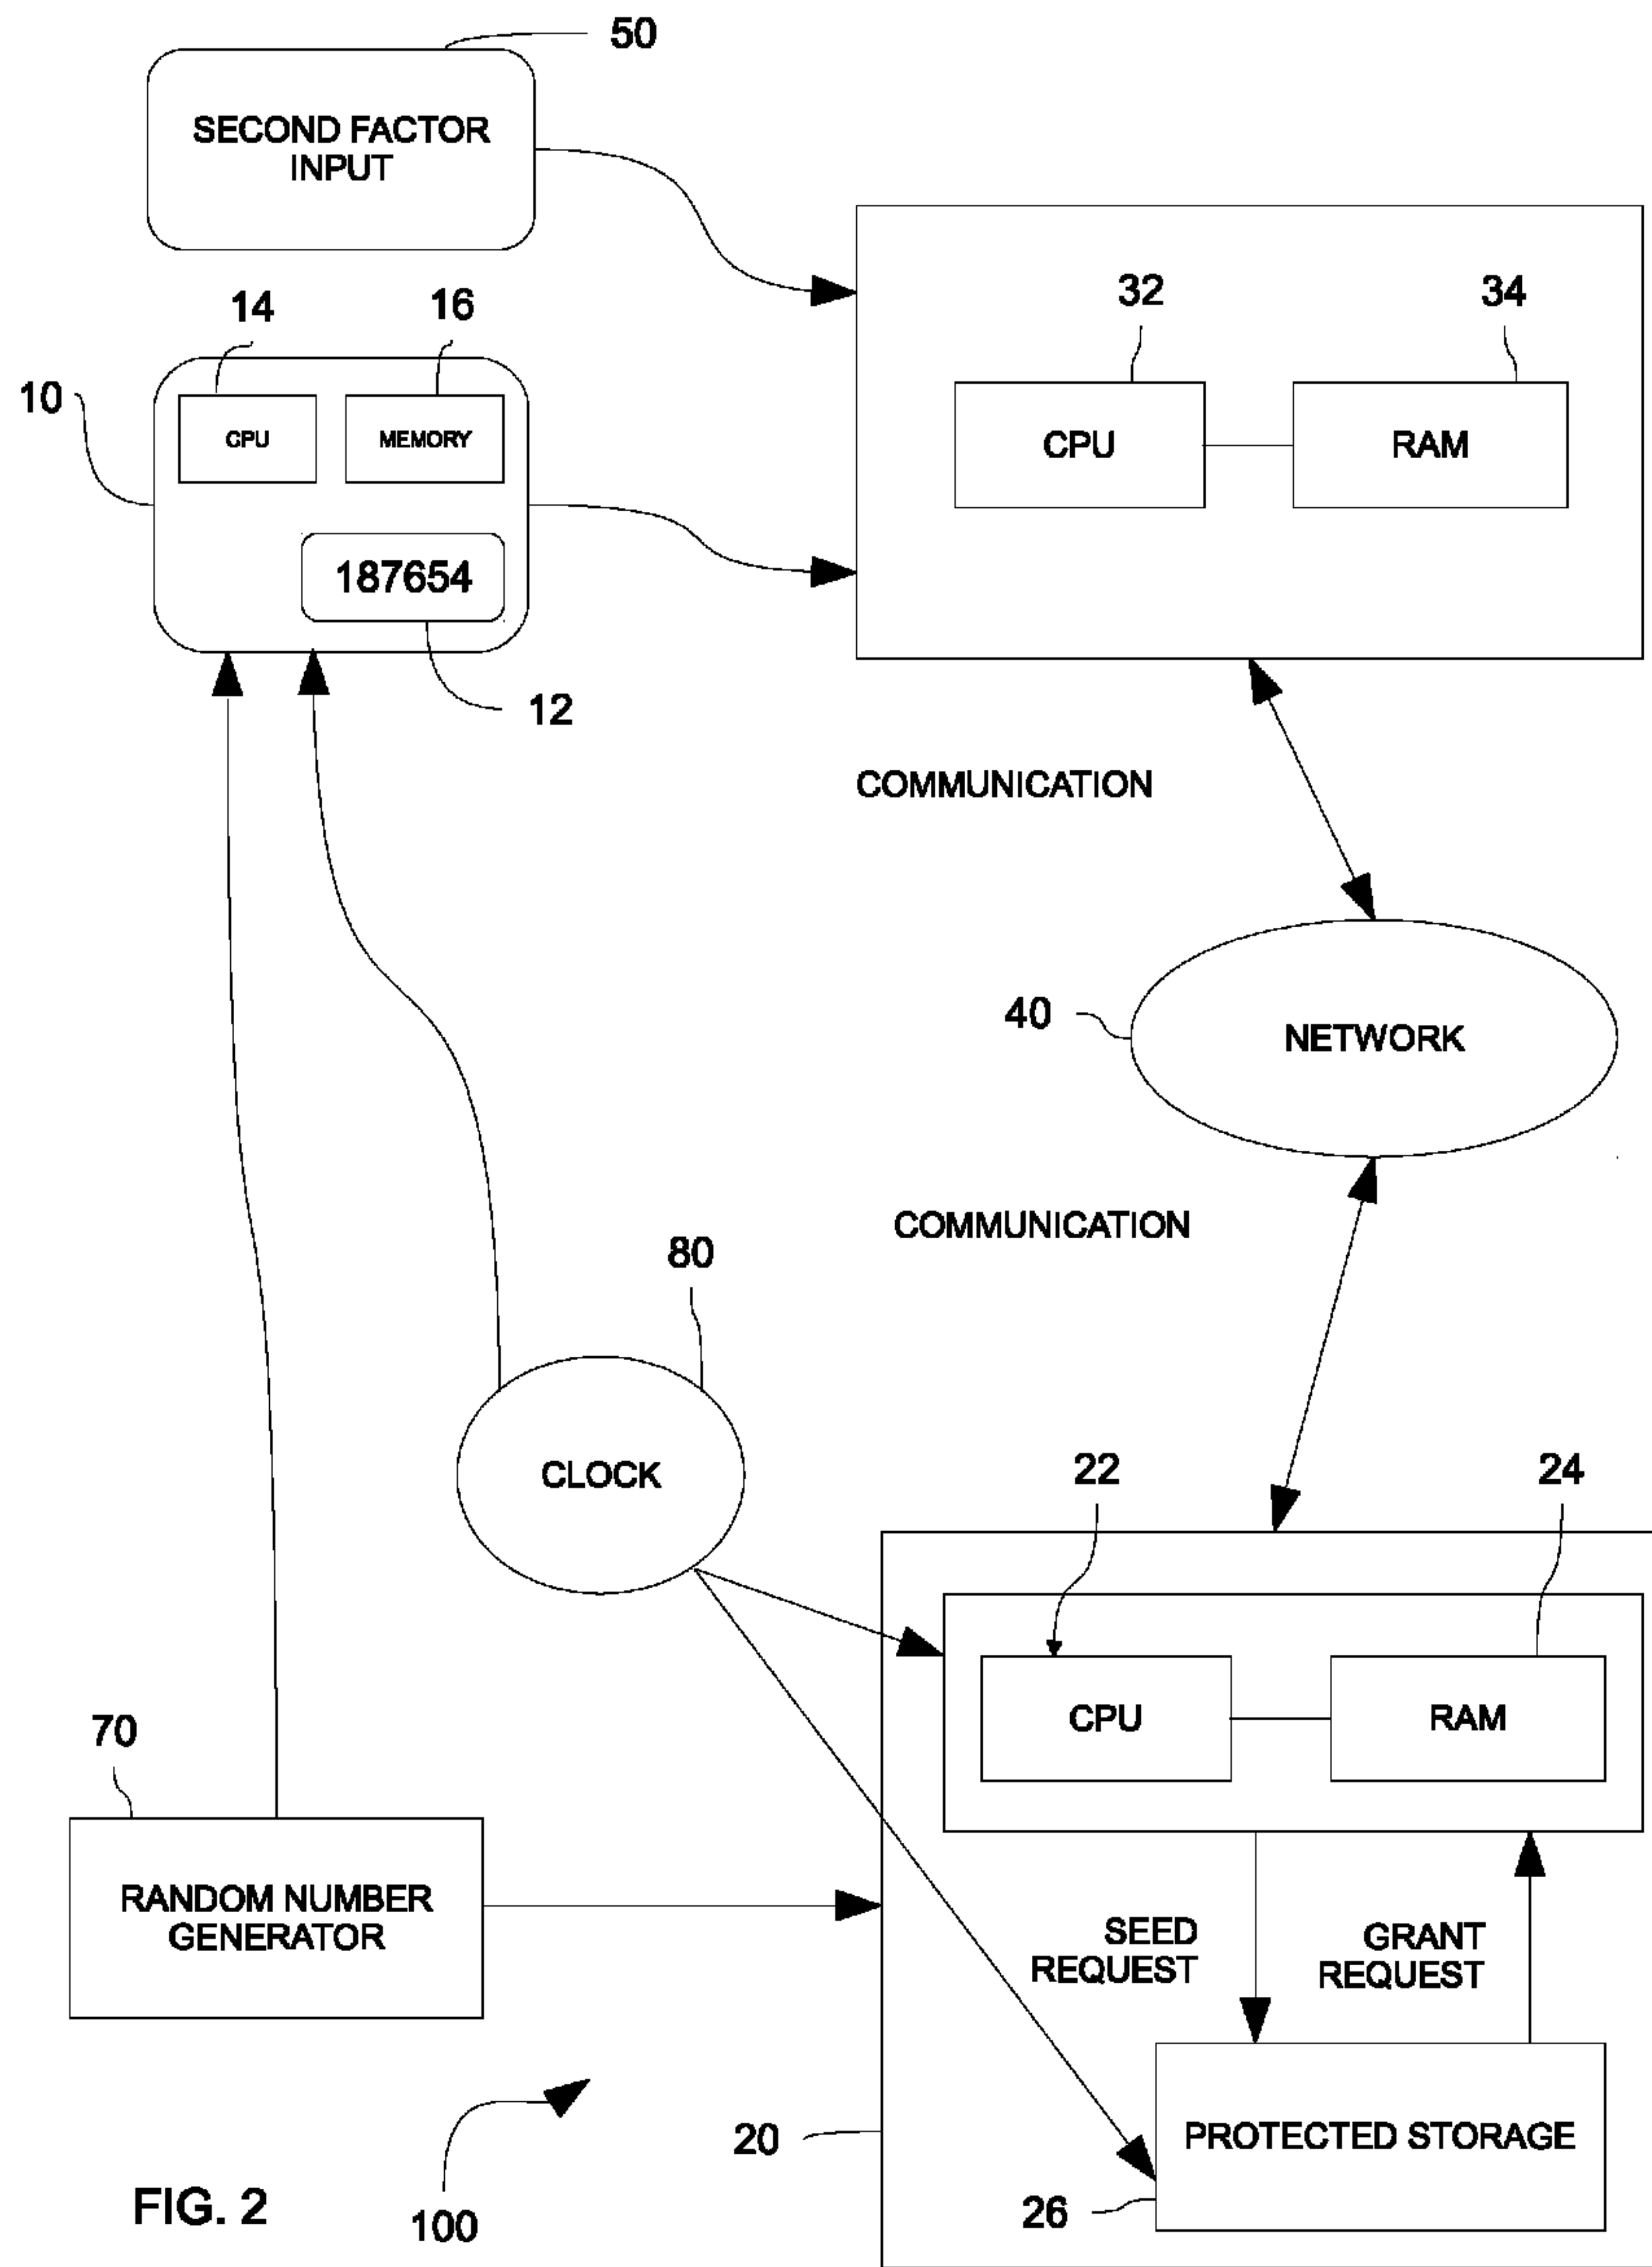 50
SECOND FACTOR
INPUT
14
16
32
34
10
CPU
MEMORY
CPU
RAM
187654
12
COMMUNICATION
40
NETWORK
COMMUNICATION
80
CLOCK
22
24
CPU
RAM
70
RANDOM NUMBER
GENERATOR
SEED
REQUEST
GRANT
REQUEST
20
PROTECTED STORAGE
26
FIG. 2
100